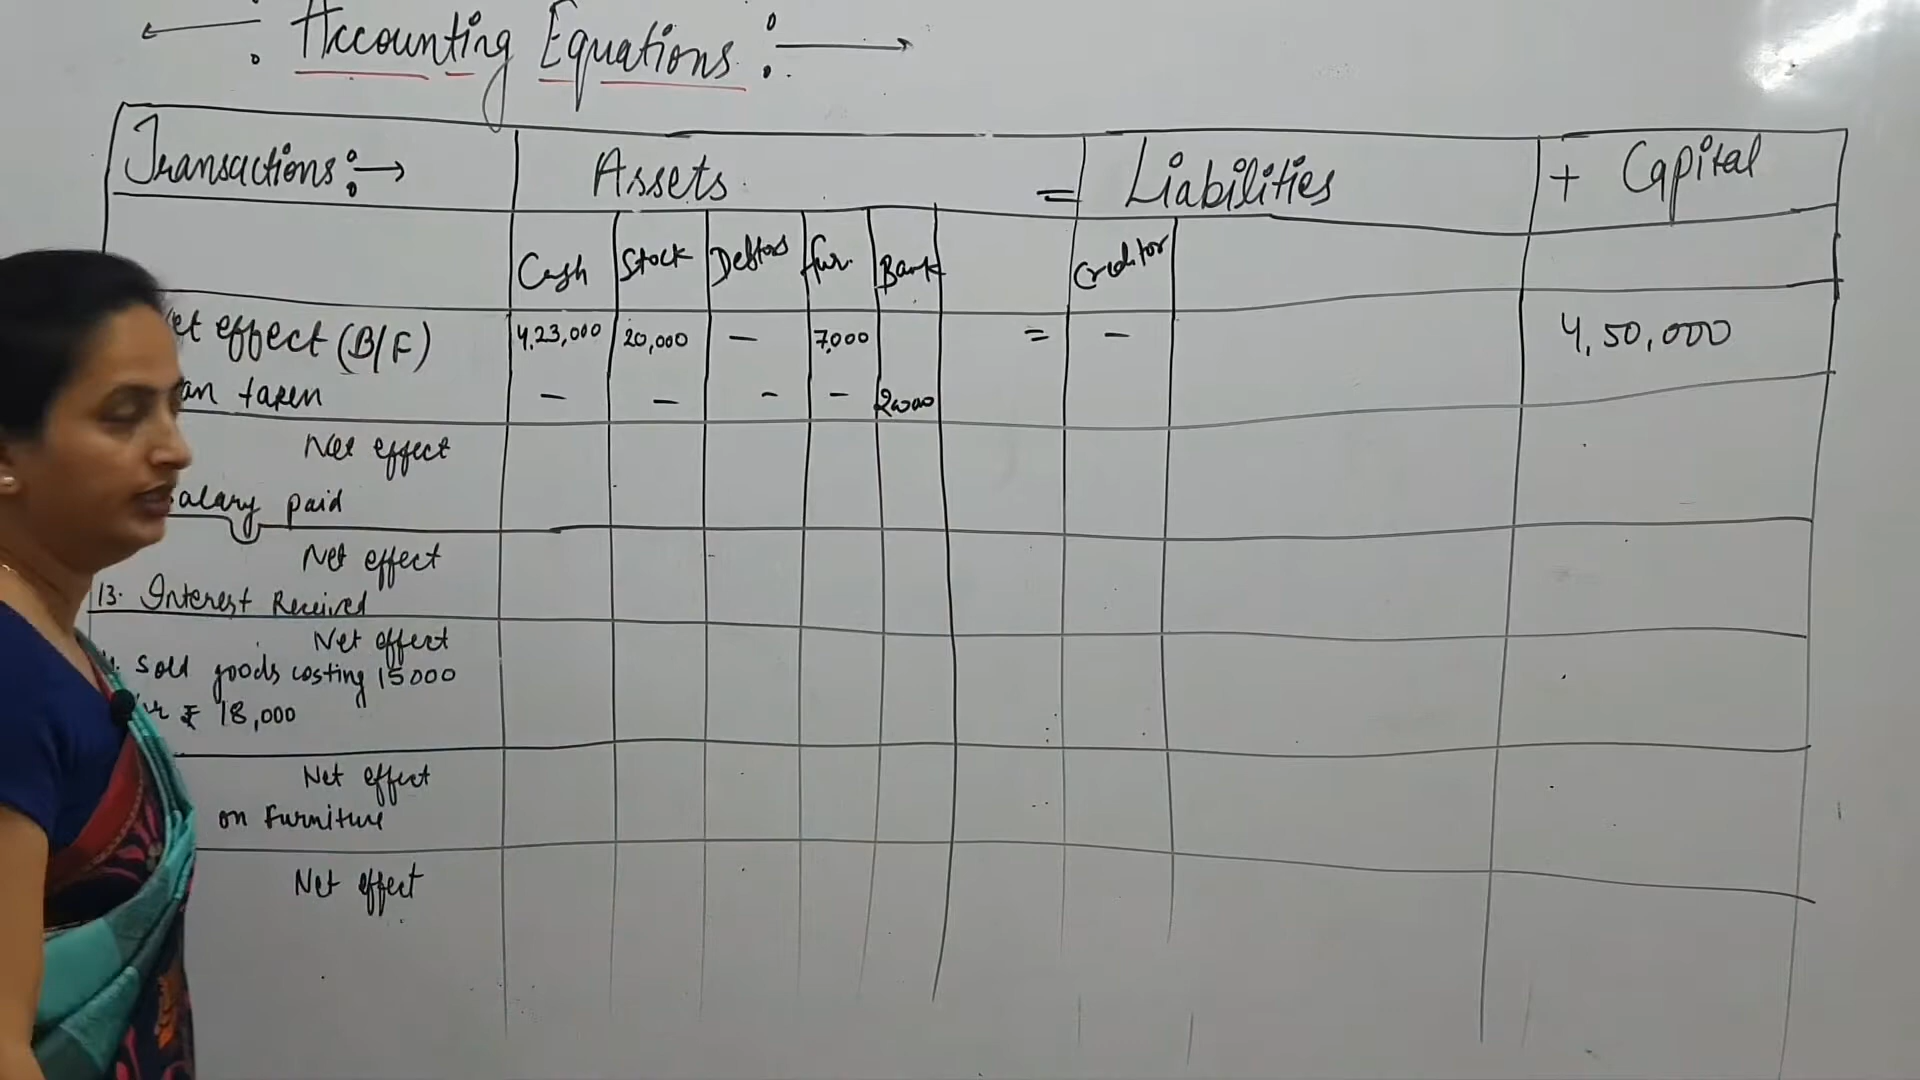 : Accounting Equations :
Transactions :→ Assets = Liabilities + Capital
Cash Stock Debtors fur. Bank Creditor
et effect (B/F) 4,23,000 20,000 — 7,000 = — 4,50,000
an taken — — - -
Net effect
alary paid
Net effect
13. Interest Received
Net effect
Sold goods costing 15000
₹ 18,000
Net effect
on furniture
Net effect